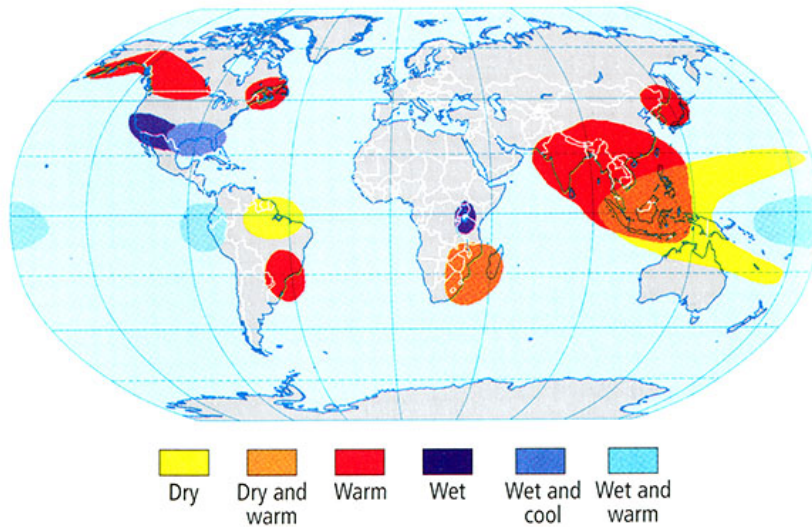 Dry
Dry and
warm
Warm
Wet
Wet and
cool
Wet and
warm